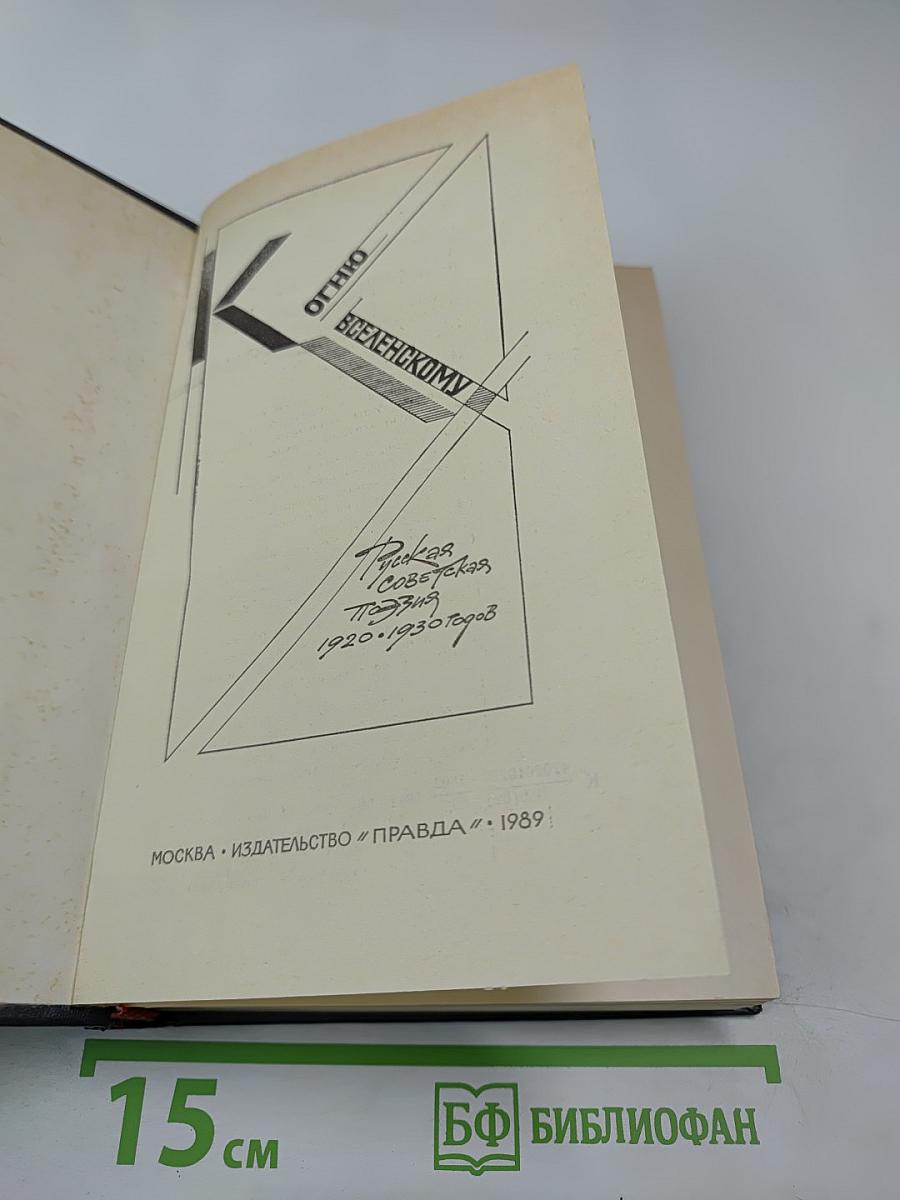 К
ОГНЮ
ВСЕЛЕНСКОМУ
Русская
советская
поэзия
1920 • 1930 годов
МОСКВА • ИЗДАТЕЛЬСТВО "ПРАВДА" • 1989
15 см
БФ БИБЛИОФАН